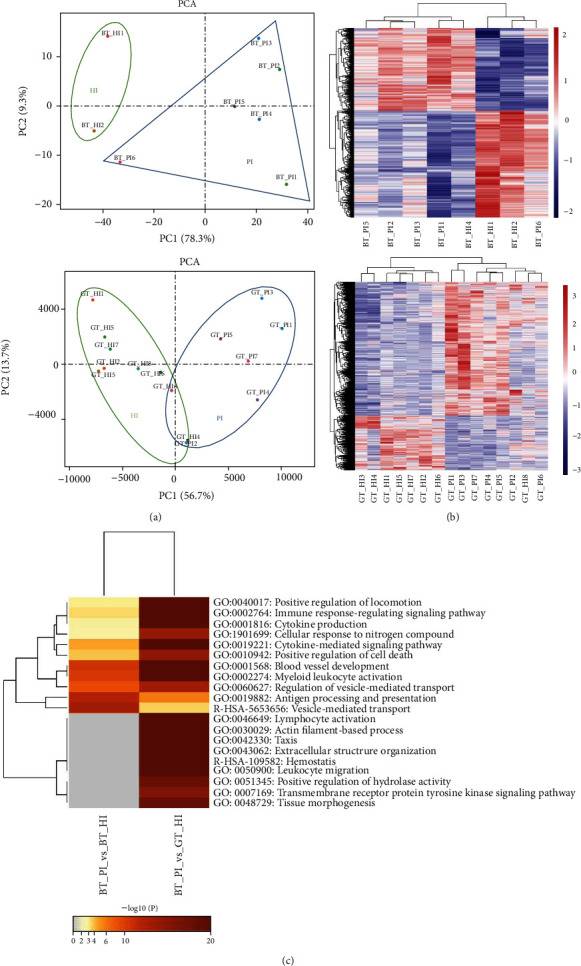 PCA
BT_HI1
HI
BT_HI2
BT_PI6
BT_PI3
BT_PI2
BT_PI5
BT_PI4
PI
BT_PI1
10
0
−10
−20
PC2 (9.3%)
−40
−20
0
20
40
PC1 (78.3%)
2
1
0
−1
−2
BT_PI5
BT_PI2
BT_PI3
BT_PI1
BT_HI4
BT_HI1
BT_HI2
BT_PI6
PCA
GT_HI1
GT_HI5
GT_HI7
GT_HI2
GT_HI5
GT_HI8
GT_HI4
GT_PI2
GT_PI3
GT_PI1
GT_PI5
GT_PI7
GT_PI4
HI
PI
4000
0
−4000
PC2 (13.7%)
−10000
−5000
0
5000
10000
PC1 (56.7%)
3
2
1
0
−1
−2
−3
GT_HI3
GT_HI4
GT_HI1
GT_HI5
GT_HI7
GT_HI2
GT_HI6
GT_PI1
GT_PI3
GT_PI7
GT_PI4
GT_PI5
GT_PI2
GT_HI8
GT_PI6
(a)
(b)
GO:0040017: Positive regulation of locomotion
GO:0002764: Immune response-regulating signaling pathway
GO:0001816: Cytokine production
GO:1901699: Cellular response to nitrogen compound
GO:0019221: Cytokine-mediated signaling pathway
GO:0010942: Positive regulation of cell death
GO:0001568: Blood vessel development
GO:0002274: Myeloid leukocyte activation
GO:0060627: Regulation of vesicle-mediated transport
GO:0019882: Antigen processing and presentation
R-HSA-5653656: Vesicle-mediated transport
GO:0046649: Lymphocyte activation
GO:0030029: Actin filament-based process
GO:0042330: Taxis
GO:0043062: Extracellular structrure organization
R-HSA-109582: Hemostatis
GO: 0050900: Leukocyte migration
GO: 0051345: Positive regulation of hydrolase activity
GO: 0007169: Transmembrane receptor protein tyrosine kinase signaling pathway
GO: 0048729: Tissue morphogenesis
BT_PI_vs_BT_HI
BT_PI_vs_GT_HI
−log10 (P)
0 2 3 4 6 10 20
(c)